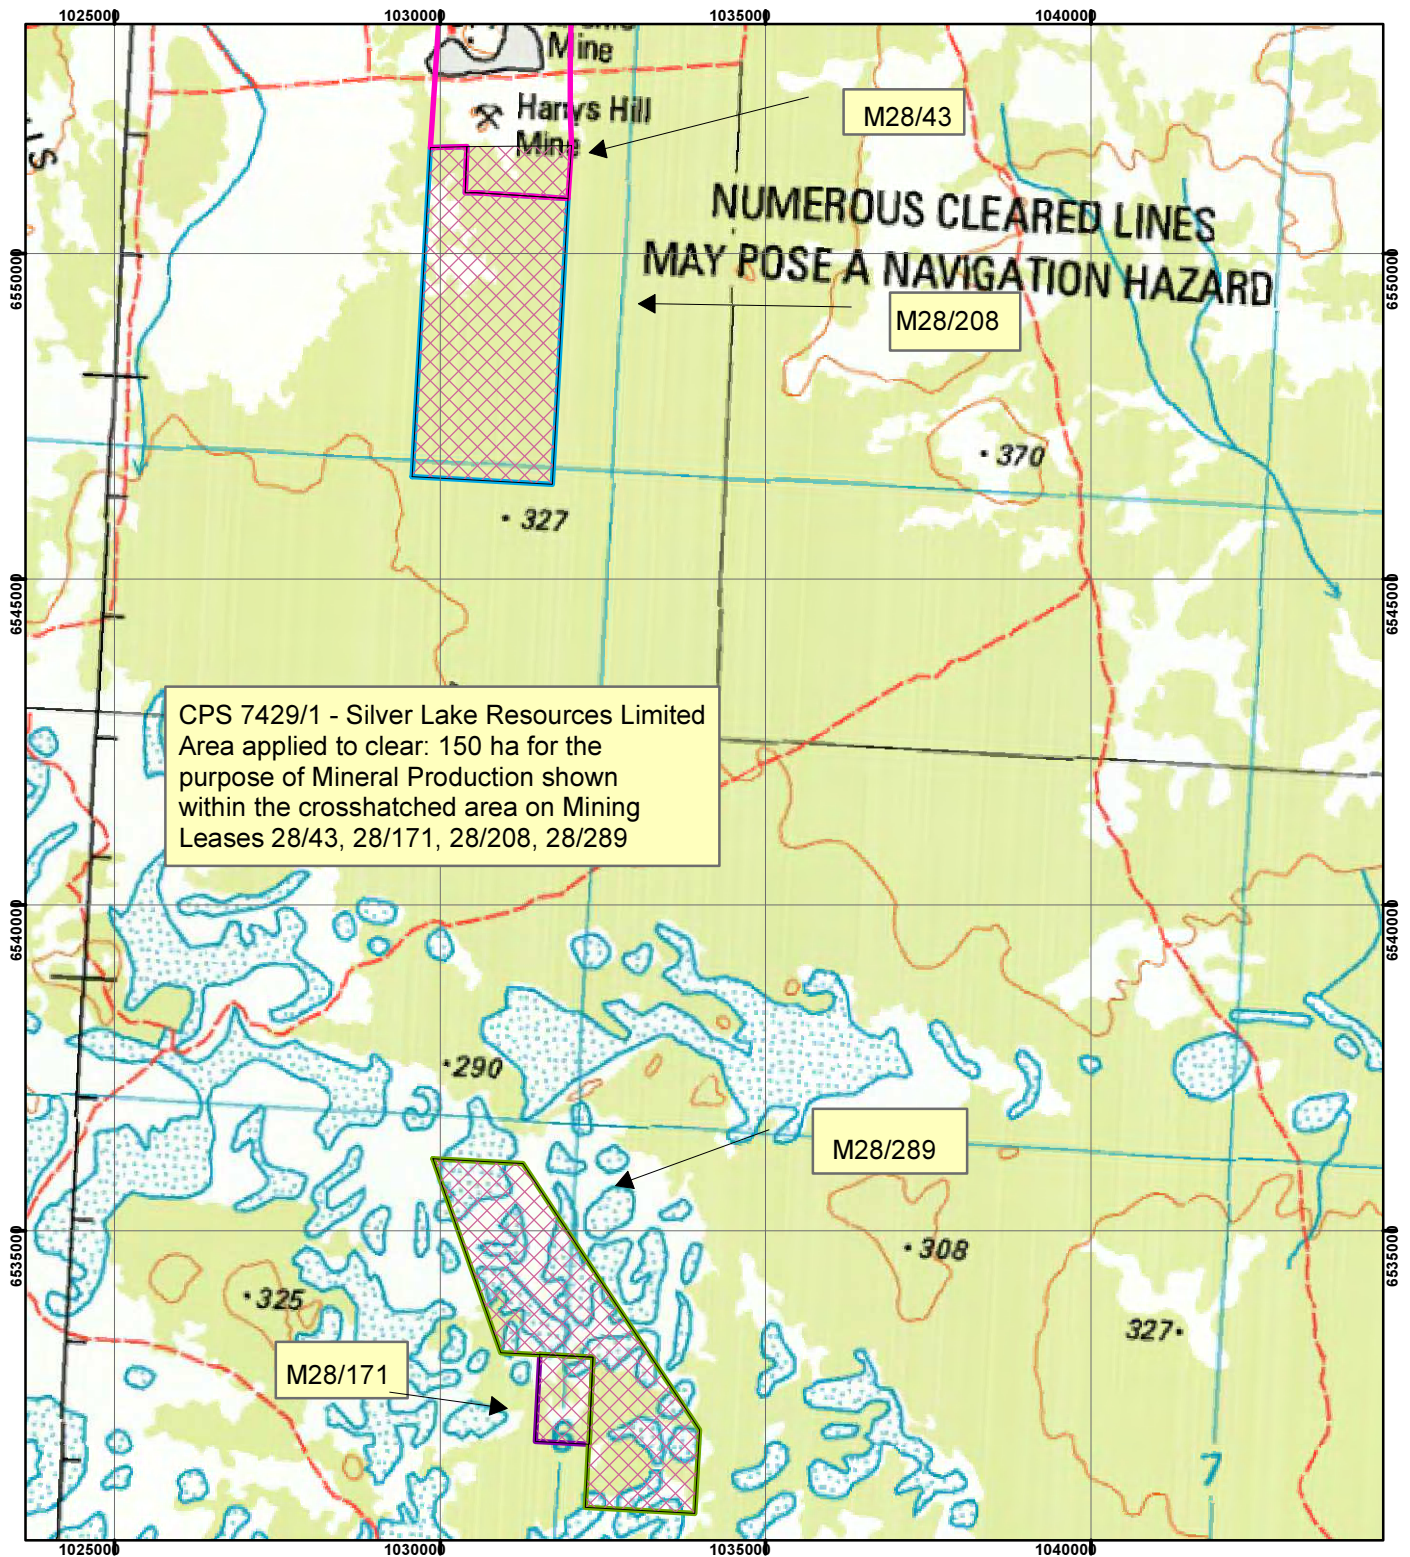 1025000
1030000
1035000
1040000
Mine
Harrys Hill
Mine
M28/43
NUMEROUS CLEARED LINES
MAY POSE A NAVIGATION HAZARD
6550000
6550000
M28/208
370
327
6545000
6545000
CPS 7429/1 - Silver Lake Resources Limited
Area applied to clear: 150 ha for the
purpose of Mineral Production shown
within the crosshatched area on Mining
Leases 28/43, 28/171, 28/208, 28/289
6540000
6540000
290
M28/289
6535000
6535000
308
325
327
M28/171
6
7
1025000
1030000
1035000
1040000